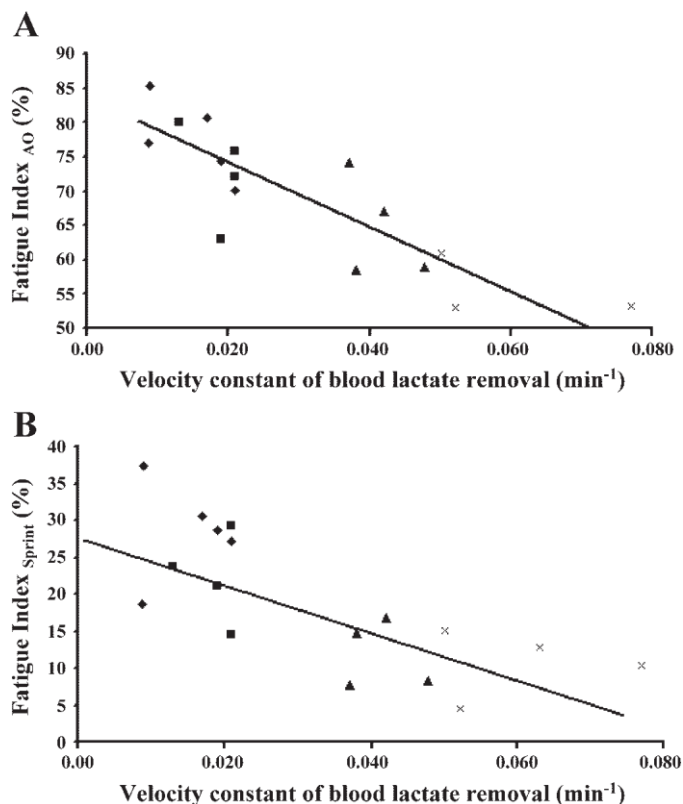 A
90
85
80
75
70
65
60
55
50
Fatigue Index AO (%)
0.00 0.020 0.040 0.060 0.080
Velocity constant of blood lactate removal (min-1)
B
40
35
30
25
20
15
10
5
0
Fatigue Index Sprint (%)
0.000 0.020 0.040 0.060 0.080
Velocity constant of blood lactate removal (min-1)